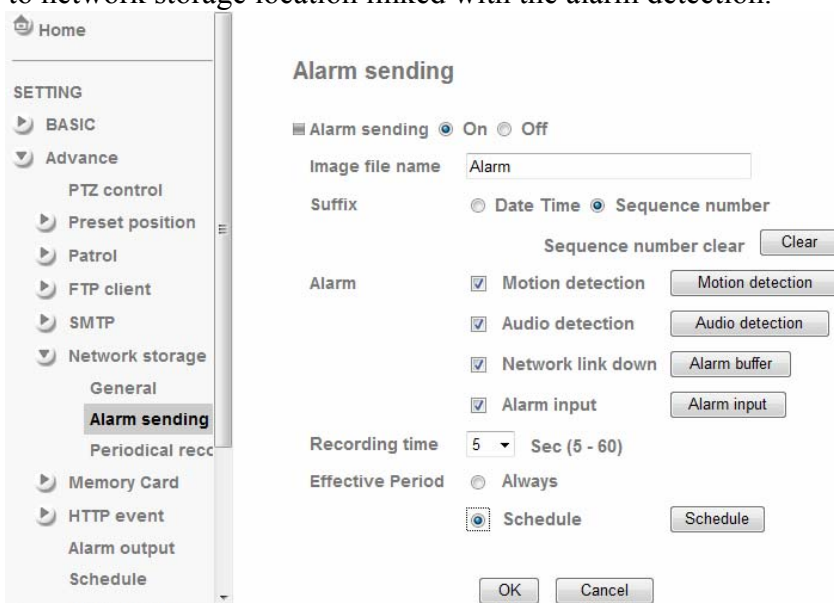 to network storage location linked with the alarm detection.
Home
SETTING
BASIC
Advance
PTZ control
Preset position
Patrol
FTP client
SMTP
Network storage
General
Alarm sending
Periodical recc
Memory Card
HTTP event
Alarm output
Schedule
Alarm sending
Alarm sending On Off
Image file name Alarm
Suffix Date Time Sequence number
Sequence number clear Clear
Alarm Motion detection Motion detection
Audio detection Audio detection
Network link down Alarm buffer
Alarm input Alarm input
Recording time 5 Sec (5 - 60)
Effective Period Always
Schedule Schedule
OK Cancel